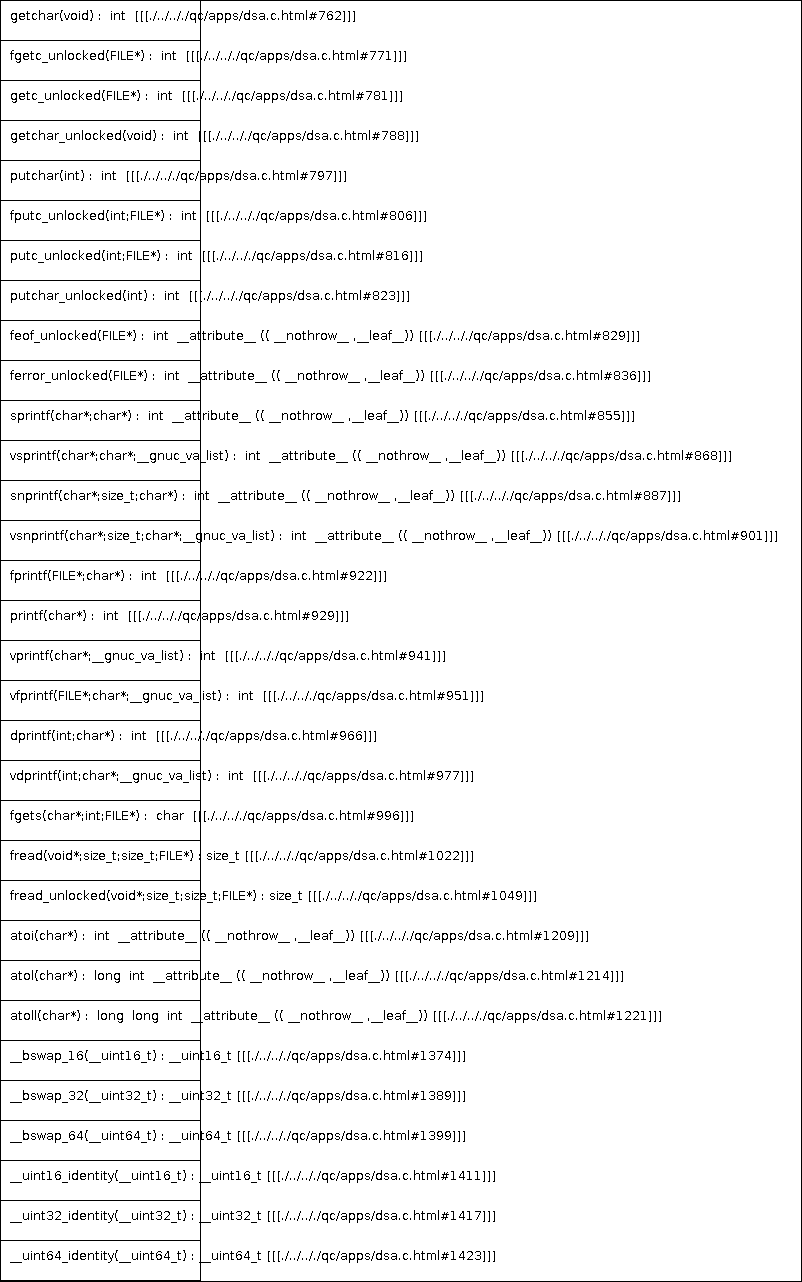 getchar(void) : int [[[./../.././qc/apps/dsa.c.html#762]]]
fgetc_unlocked(FILE*) : int [[[./../.././qc/apps/dsa.c.html#771]]]
getc_unlocked(FILE*) : int [[[./../.././qc/apps/dsa.c.html#781]]]
getchar_unlocked(void) : int [[[./../.././qc/apps/dsa.c.html#788]]]
putchar(int) : int [[[./../.././qc/apps/dsa.c.html#797]]]
fputc_unlocked(int;FILE*) : int [[[./../.././qc/apps/dsa.c.html#806]]]
putc_unlocked(int;FILE*) : int [[[./../.././qc/apps/dsa.c.html#816]]]
putchar_unlocked(int) : int [[[./../.././qc/apps/dsa.c.html#823]]]
feof_unlocked(FILE*) : int __attribute__ (( __nothrow__ ,__leaf__)) [[[./../.././qc/apps/dsa.c.html#829]]]
ferror_unlocked(FILE*) : int __attribute__ (( __nothrow__ ,__leaf__)) [[[./../.././qc/apps/dsa.c.html#836]]]
sprintf(char*;char*) : int __attribute__ (( __nothrow__ ,__leaf__)) [[[./../.././qc/apps/dsa.c.html#855]]]
vsprintf(char*;char*;__gnuc_va_list) : int __attribute__ (( __nothrow__ ,__leaf__)) [[[./../.././qc/apps/dsa.c.html#868]]]
snprintf(char*;size_t;char*) : int __attribute__ (( __nothrow__ ,__leaf__)) [[[./../.././qc/apps/dsa.c.html#887]]]
vsnprintf(char*;size_t;char*;__gnuc_va_list) : int __attribute__ (( __nothrow__ ,__leaf__)) [[[./../.././qc/apps/dsa.c.html#901]]]
fprintf(FILE*;char*) : int [[[./../.././qc/apps/dsa.c.html#922]]]
printf(char*) : int [[[./../.././qc/apps/dsa.c.html#929]]]
vprintf(char*;__gnuc_va_list) : int [[[./../.././qc/apps/dsa.c.html#941]]]
vfprintf(FILE*;char*;__gnuc_va_list) : int [[[./../.././qc/apps/dsa.c.html#951]]]
dprintf(int;char*) : int [[[./../.././qc/apps/dsa.c.html#966]]]
vdprintf(int;char*;__gnuc_va_list) : int [[[./../.././qc/apps/dsa.c.html#977]]]
fgets(char*;int;FILE*) : char [[[./../.././qc/apps/dsa.c.html#996]]]
fread(void*;size_t;size_t;FILE*) : size_t [[[./../.././qc/apps/dsa.c.html#1022]]]
fread_unlocked(void*;size_t;size_t;FILE*) : size_t [[[./../.././qc/apps/dsa.c.html#1049]]]
atoi(char*) : int __attribute__ (( __nothrow__ ,__leaf__)) [[[./../.././qc/apps/dsa.c.html#1209]]]
atol(char*) : long int __attribute__ (( __nothrow__ ,__leaf__)) [[[./../.././qc/apps/dsa.c.html#1214]]]
atoll(char*) : long long int __attribute__ (( __nothrow__ ,__leaf__)) [[[./../.././qc/apps/dsa.c.html#1221]]]
__bswap_16(__uint16_t) : __uint16_t [[[./../.././qc/apps/dsa.c.html#1374]]]
__bswap_32(__uint32_t) : __uint32_t [[[./../.././qc/apps/dsa.c.html#1389]]]
__bswap_64(__uint64_t) : __uint64_t [[[./../.././qc/apps/dsa.c.html#1399]]]
__uint16_identity(__uint16_t) : __uint16_t [[[./../.././qc/apps/dsa.c.html#1411]]]
__uint32_identity(__uint32_t) : __uint32_t [[[./../.././qc/apps/dsa.c.html#1417]]]
__uint64_identity(__uint64_t) : __uint64_t [[[./../.././qc/apps/dsa.c.html#1423]]]